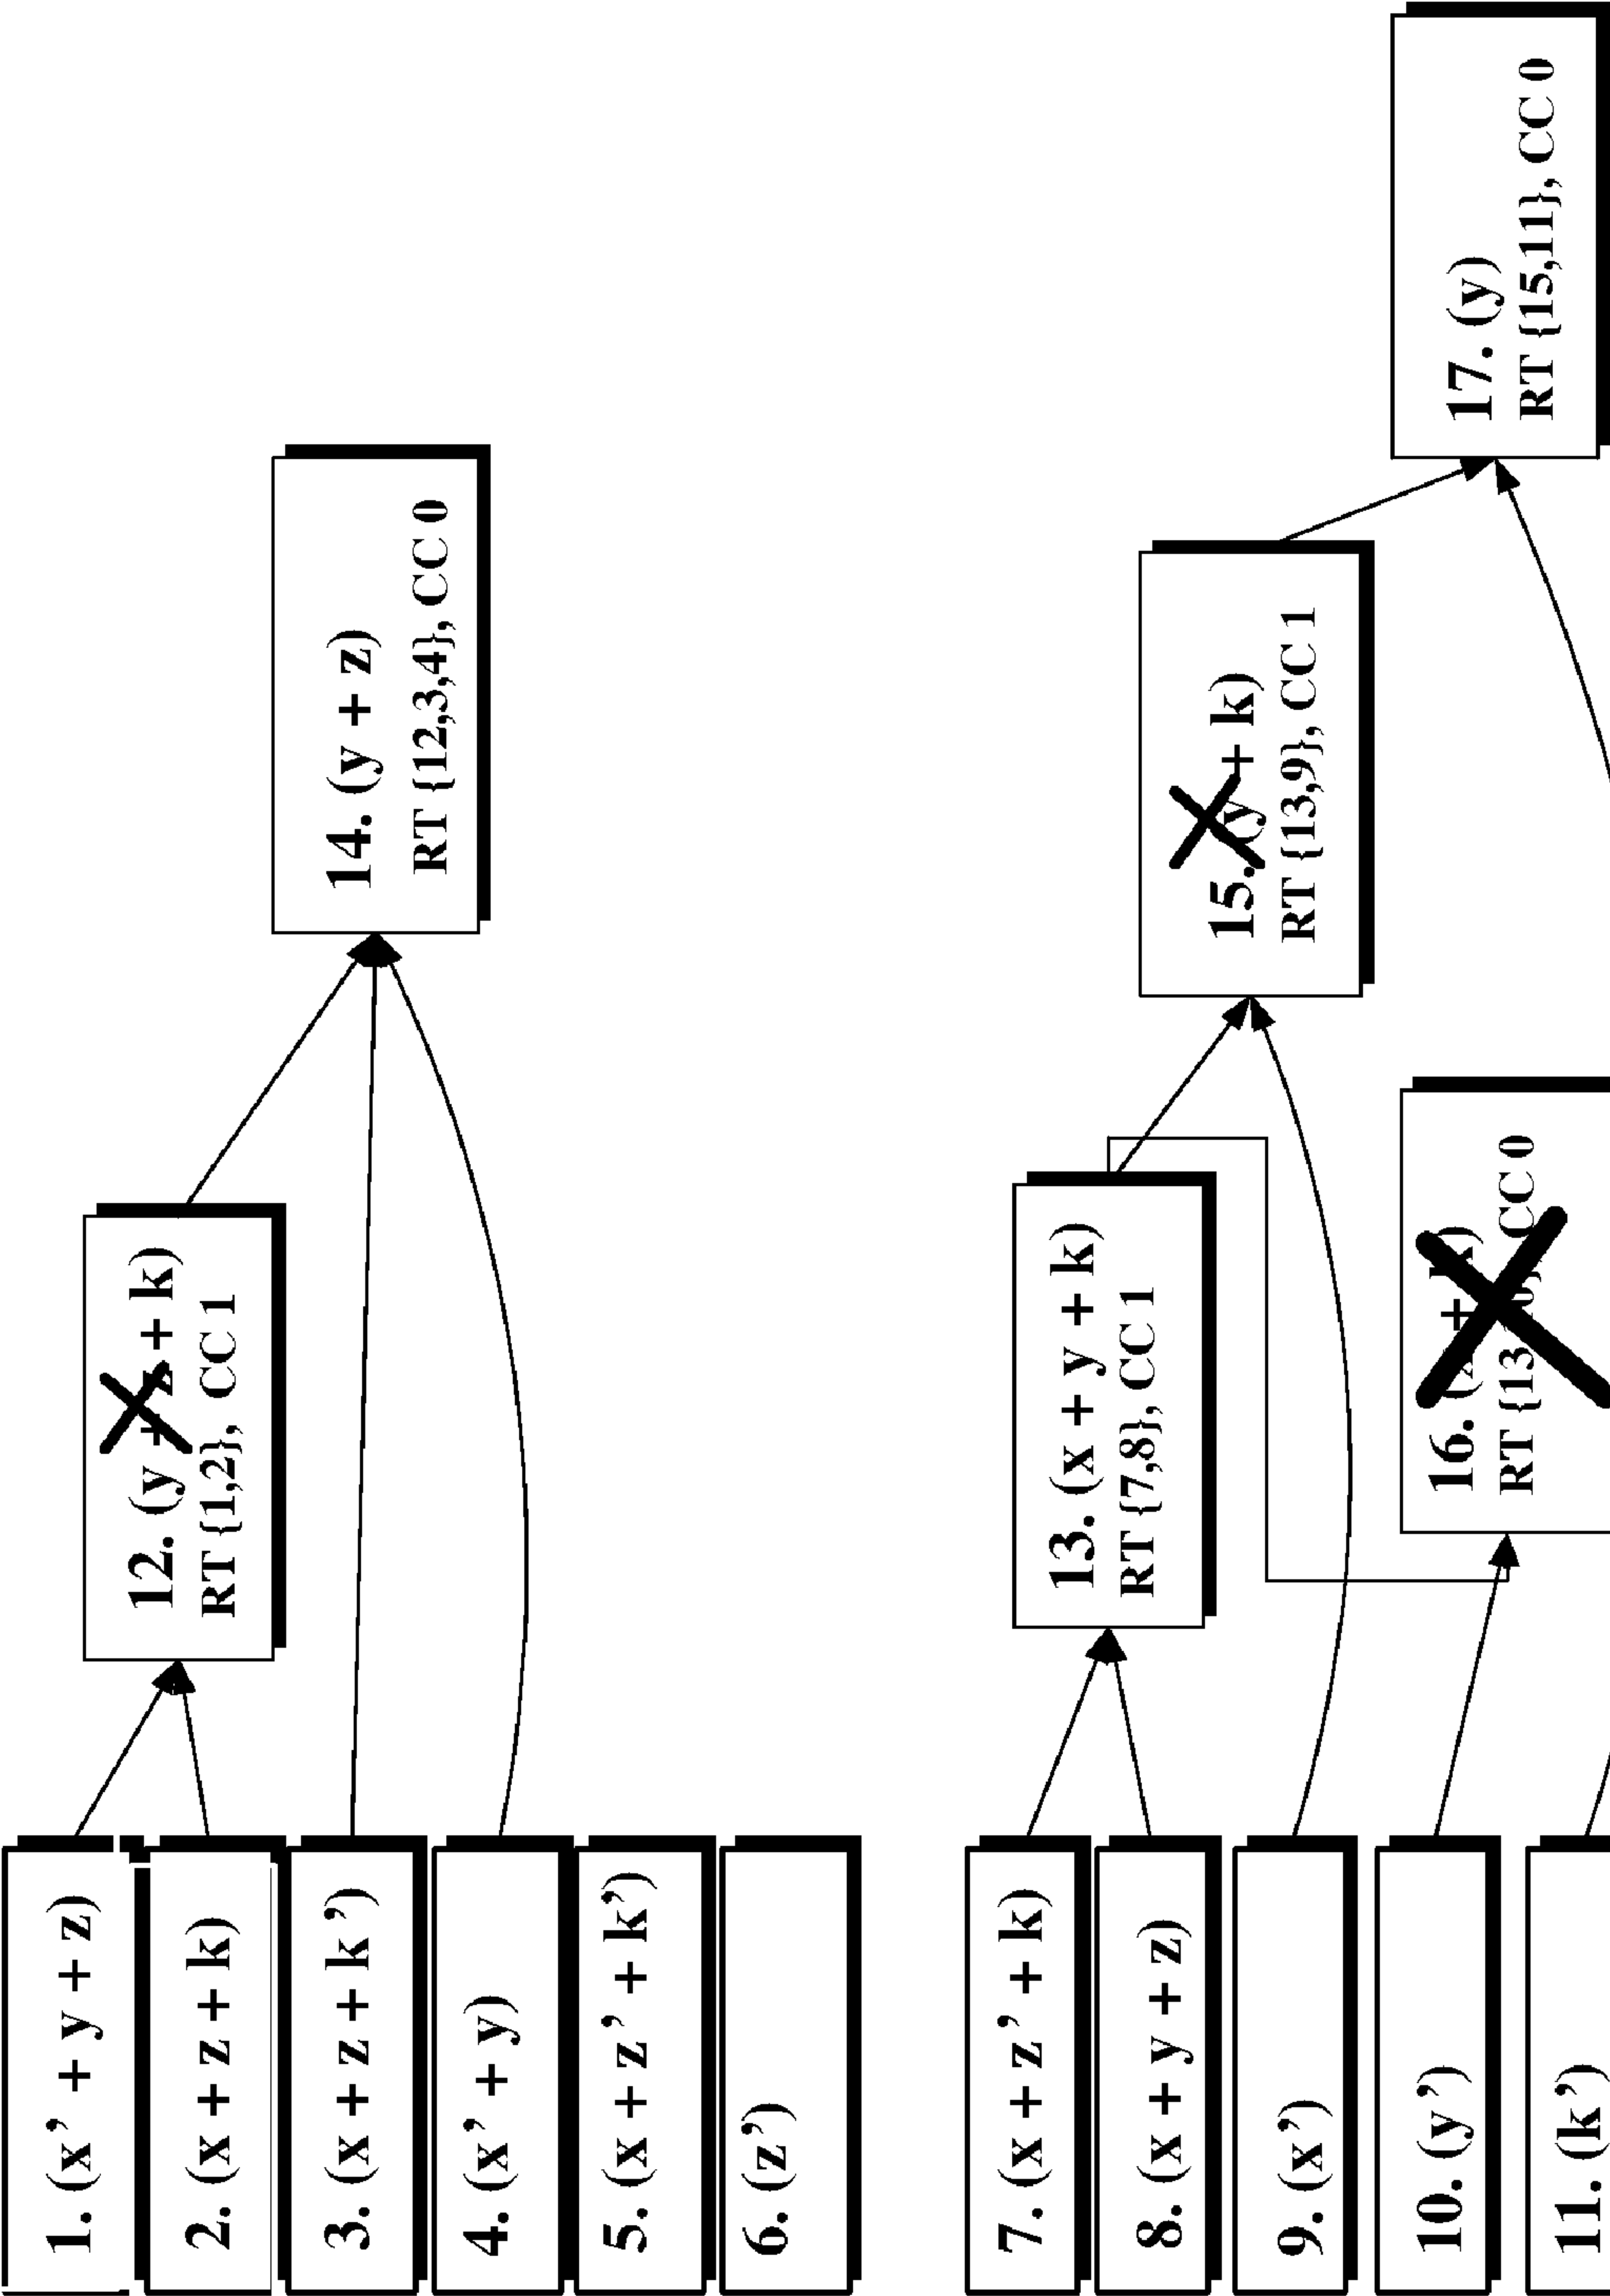 1. (x’ + y + z)
2. (x + z + k)
3. (x + z + k’)
4. (x’ + y)
5. (x + z’ + k’)
6. (z’)
7. (x + z’ + k)
8. (x + y + z)
9. (x’)
10. (y’)
11. (k’)
12. (y + z + k)
RT {1,2}, CC 1
13. (x + y + k)
RT {7,8}, CC 1
14. (y + z)
RT {12,3,4}, CC 0
15. (y + k)
RT {13,9}, CC 1
16. + )
RT {13 CC 0
17. (y)
RT {15,11}, CC 0